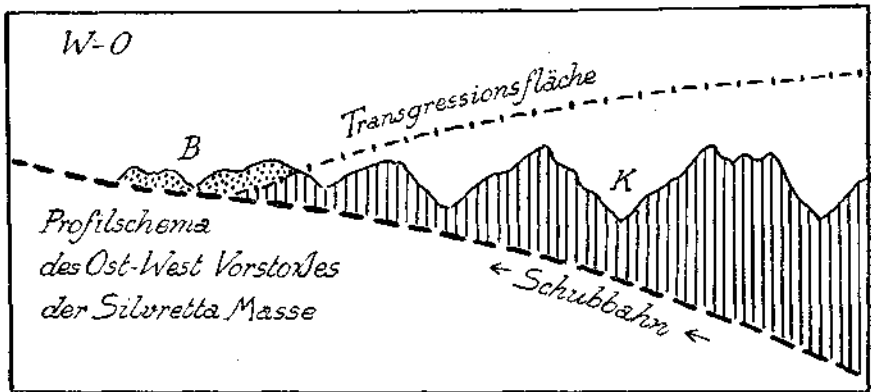 W-O
Transgressionsfläche
B
K
Profilschema
des Ost-West Vorstoßes
der Silvretta Masse
← Schubbahn ←